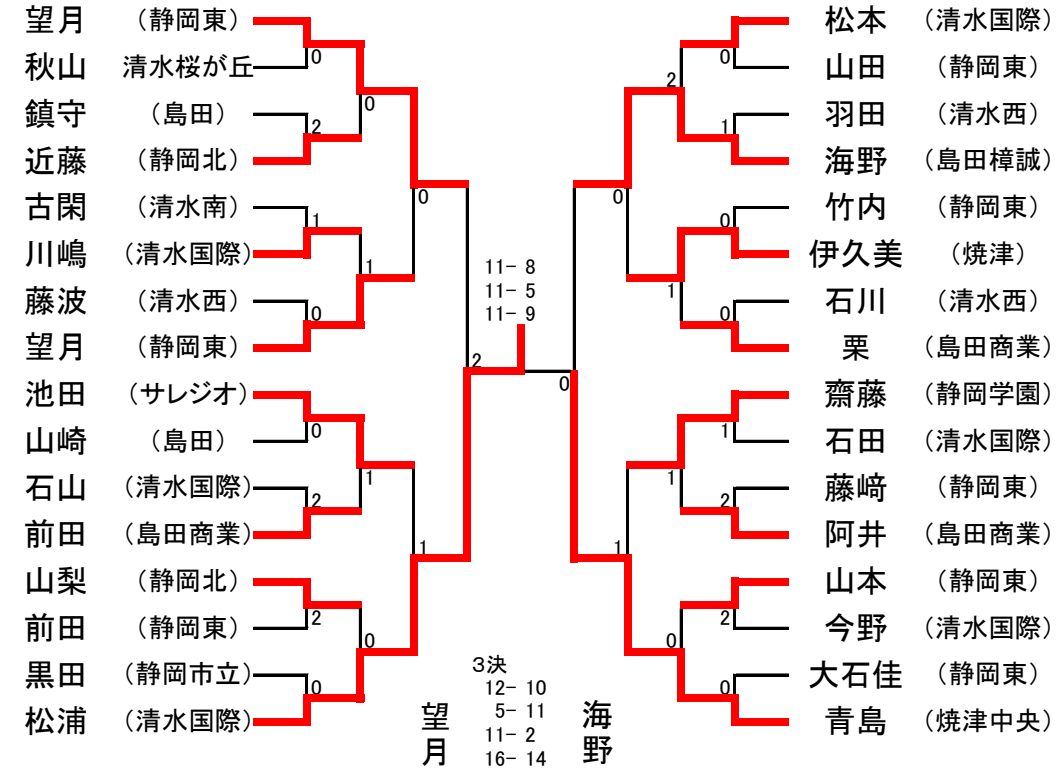 望月 （静岡東）
0
秋山 清水桜が丘
0
鎮守 （島田）
2
近藤 （静岡北）
0
古閑 （清水南）
1
川嶋 （清水国際）
1
藤波 （清水西）
0
望月 （静岡東）
2
池田 （サレジオ）
0
山崎 （島田）
1
石山 （清水国際）
2
前田 （島田商業）
1
山梨 （静岡北）
2
前田 （静岡東）
0
黒田 （静岡市立）
0
松浦 （清水国際）
11- 8
11- 5
11- 9
3決
12- 10
5- 11
11- 2
16- 14
望月
海野
松本 （清水国際）
0
山田 （静岡東）
2
羽田 （清水西）
1
海野 （島田樟誠）
0
竹内 （静岡東）
0
伊久美 （焼津）
1
石川 （清水西）
0
栗 （島田商業）
0
齋藤 （静岡学園）
1
石田 （清水国際）
1
藤﨑 （静岡東）
2
阿井 （島田商業）
1
山本 （静岡東）
2
今野 （清水国際）
0
大石佳 （静岡東）
0
青島 （焼津中央）